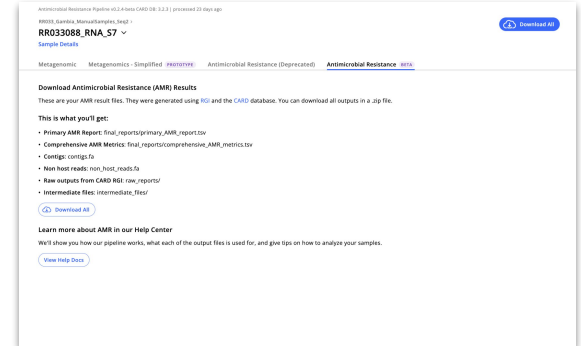 Antimicrobial Resistance Pipeline v0.2.4-beta CARD DB: 3.2.3 | processed 23 days ago
RR033_Gambia_ManualSamples_Seq2 ›
RR033088_RNA_S7
Sample Details
Download All
Metagenomic Metagenomics - Simplified PROTOTYPE Antimicrobial Resistance (Deprecated) Antimicrobial Resistance BETA
Download Antimicrobial Resistance (AMR) Results
These are your AMR result files. They were generated using RGI and the CARD database. You can download all outputs in a .zip file.
This is what you'll get:
• Primary AMR Report: final_reports/primary_AMR_report.tsv
• Comprehensive AMR Metrics: final_reports/comprehensive_AMR_metrics.tsv
• Contigs: contigs.fa
• Non host reads: non_host_reads.fa
• Raw outputs from CARD RGI: raw_reports/
• Intermediate files: intermediate_files/
Download All
Learn more about AMR in our Help Center
We'll show you how our pipeline works, what each of the output files is used for, and give tips on how to analyze your samples.
View Help Docs